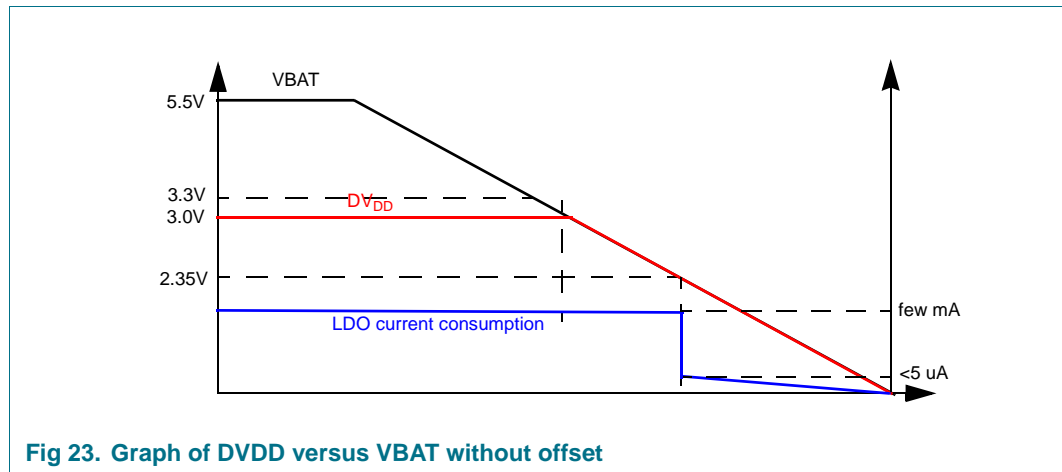 VBAT
5.5V
3.3V
DVDD
3.0V
2.35V
few mA
LDO current consumption
<5 uA
Fig 23. Graph of DVDD versus VBAT without offset